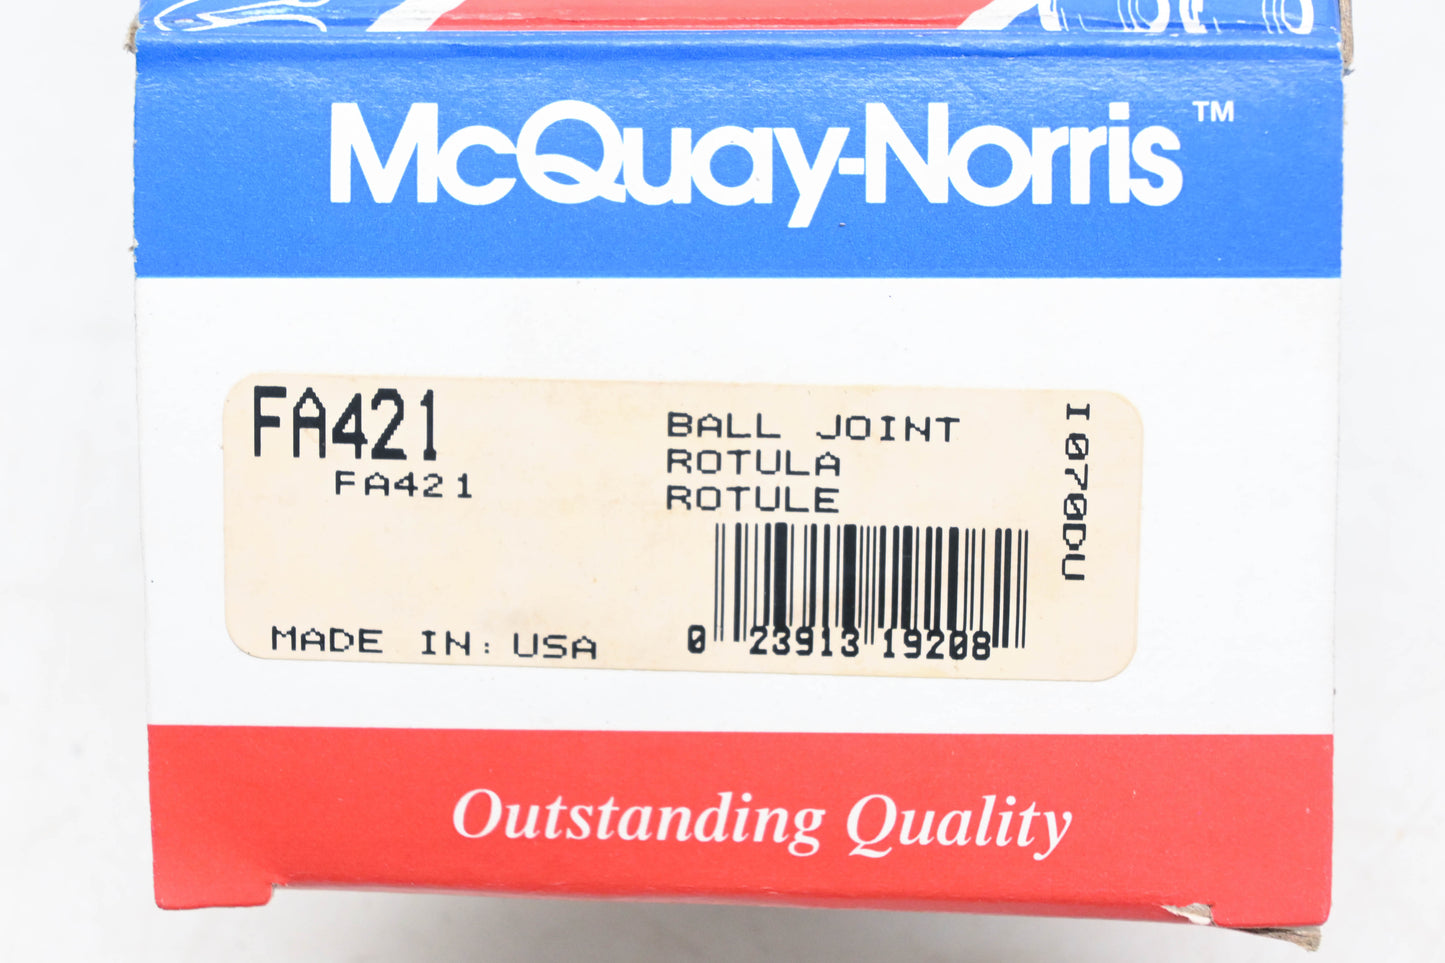 McQuay-Norris™
FA421
FA421
BALL JOINT
ROTULA
ROTULE
I070DU
MADE IN: USA
0 23913 19208
Outstanding Quality